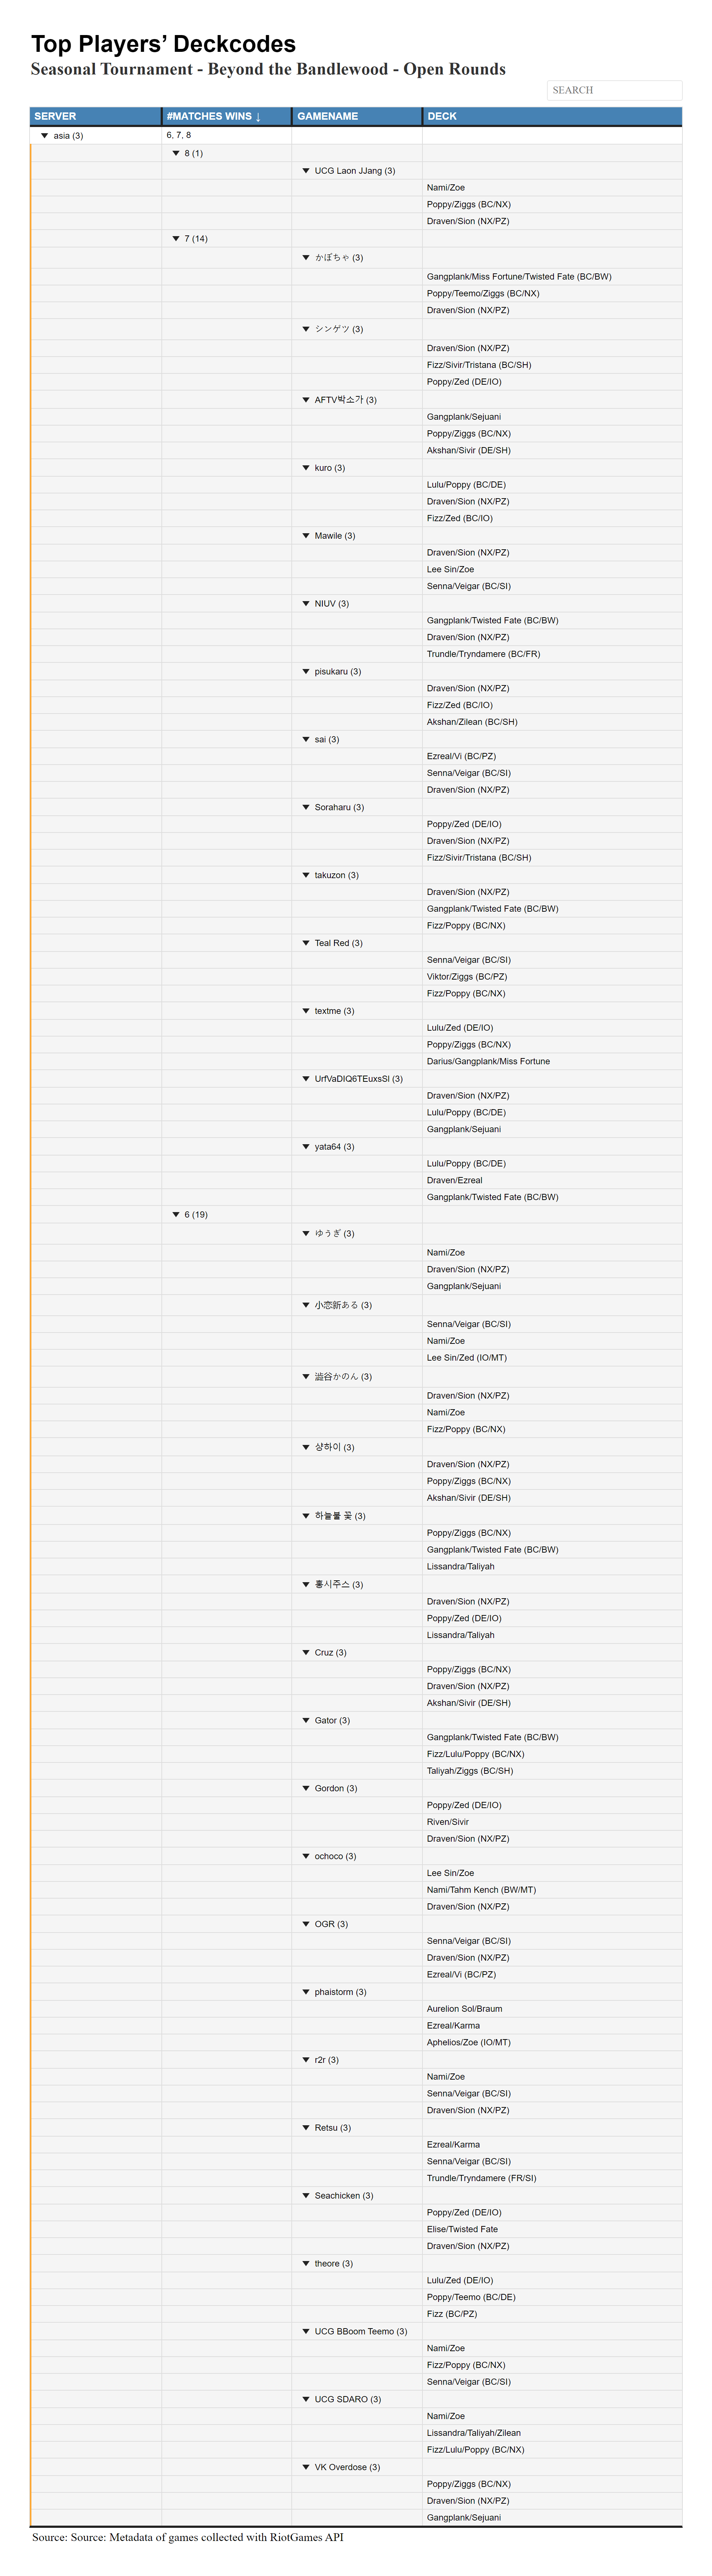 Top Players’ Deckcodes
Seasonal Tournament - Beyond the Bandlewood - Open Rounds
SEARCH
SERVER #MATCHES WINS ↓ GAMENAME DECK
▼ asia (3) 6, 7, 8
▼ 8 (1)
▼ UCG Laon JJang (3)
Nami/Zoe
Poppy/Ziggs (BC/NX)
Draven/Sion (NX/PZ)
▼ 7 (14)
▼ かぼちゃ (3)
Gangplank/Miss Fortune/Twisted Fate (BC/BW)
Poppy/Teemo/Ziggs (BC/NX)
Draven/Sion (NX/PZ)
▼ シンゲツ (3)
Draven/Sion (NX/PZ)
Fizz/Sivir/Tristana (BC/SH)
Poppy/Zed (DE/IO)
▼ AFTV박소가 (3)
Gangplank/Sejuani
Poppy/Ziggs (BC/NX)
Akshan/Sivir (DE/SH)
▼ kuro (3)
Lulu/Poppy (BC/DE)
Draven/Sion (NX/PZ)
Fizz/Zed (BC/IO)
▼ Mawile (3)
Draven/Sion (NX/PZ)
Lee Sin/Zoe
Senna/Veigar (BC/SI)
▼ NIUV (3)
Gangplank/Twisted Fate (BC/BW)
Draven/Sion (NX/PZ)
Trundle/Tryndamere (BC/FR)
▼ pisukaru (3)
Draven/Sion (NX/PZ)
Fizz/Zed (BC/IO)
Akshan/Zilean (BC/SH)
▼ sai (3)
Ezreal/Vi (BC/PZ)
Senna/Veigar (BC/SI)
Draven/Sion (NX/PZ)
▼ Soraharu (3)
Poppy/Zed (DE/IO)
Draven/Sion (NX/PZ)
Fizz/Sivir/Tristana (BC/SH)
▼ takuzon (3)
Draven/Sion (NX/PZ)
Gangplank/Twisted Fate (BC/BW)
Fizz/Poppy (BC/NX)
▼ Teal Red (3)
Senna/Veigar (BC/SI)
Viktor/Ziggs (BC/PZ)
Fizz/Poppy (BC/NX)
▼ textme (3)
Lulu/Zed (DE/IO)
Poppy/Ziggs (BC/NX)
Darius/Gangplank/Miss Fortune
▼ UrfVaDIQ6TEuxsSl (3)
Draven/Sion (NX/PZ)
Lulu/Poppy (BC/DE)
Gangplank/Sejuani
▼ yata64 (3)
Lulu/Poppy (BC/DE)
Draven/Ezreal
Gangplank/Twisted Fate (BC/BW)
▼ 6 (19)
▼ ゆうぎ (3)
Nami/Zoe
Draven/Sion (NX/PZ)
Gangplank/Sejuani
▼ 小恋新ある (3)
Senna/Veigar (BC/SI)
Nami/Zoe
Lee Sin/Zed (IO/MT)
▼ 澁谷かのん (3)
Draven/Sion (NX/PZ)
Nami/Zoe
Fizz/Poppy (BC/NX)
▼ 샹하이 (3)
Draven/Sion (NX/PZ)
Poppy/Ziggs (BC/NX)
Akshan/Sivir (DE/SH)
▼ 하늘불 꽃 (3)
Poppy/Ziggs (BC/NX)
Gangplank/Twisted Fate (BC/BW)
Lissandra/Taliyah
▼ 홍시주스 (3)
Draven/Sion (NX/PZ)
Poppy/Zed (DE/IO)
Lissandra/Taliyah
▼ Cruz (3)
Poppy/Ziggs (BC/NX)
Draven/Sion (NX/PZ)
Akshan/Sivir (DE/SH)
▼ Gator (3)
Gangplank/Twisted Fate (BC/BW)
Fizz/Lulu/Poppy (BC/NX)
Taliyah/Ziggs (BC/SH)
▼ Gordon (3)
Poppy/Zed (DE/IO)
Riven/Sivir
Draven/Sion (NX/PZ)
▼ ochoco (3)
Lee Sin/Zoe
Nami/Tahm Kench (BW/MT)
Draven/Sion (NX/PZ)
▼ OGR (3)
Senna/Veigar (BC/SI)
Draven/Sion (NX/PZ)
Ezreal/Vi (BC/PZ)
▼ phaistorm (3)
Aurelion Sol/Braum
Ezreal/Karma
Aphelios/Zoe (IO/MT)
▼ r2r (3)
Nami/Zoe
Senna/Veigar (BC/SI)
Draven/Sion (NX/PZ)
▼ Retsu (3)
Ezreal/Karma
Senna/Veigar (BC/SI)
Trundle/Tryndamere (FR/SI)
▼ Seachicken (3)
Poppy/Zed (DE/IO)
Elise/Twisted Fate
Draven/Sion (NX/PZ)
▼ theore (3)
Lulu/Zed (DE/IO)
Poppy/Teemo (BC/DE)
Fizz (BC/PZ)
▼ UCG BBoom Teemo (3)
Nami/Zoe
Fizz/Poppy (BC/NX)
Senna/Veigar (BC/SI)
▼ UCG SDARO (3)
Nami/Zoe
Lissandra/Taliyah/Zilean
Fizz/Lulu/Poppy (BC/NX)
▼ VK Overdose (3)
Poppy/Ziggs (BC/NX)
Draven/Sion (NX/PZ)
Gangplank/Sejuani
Source: Source: Metadata of games collected with RiotGames API